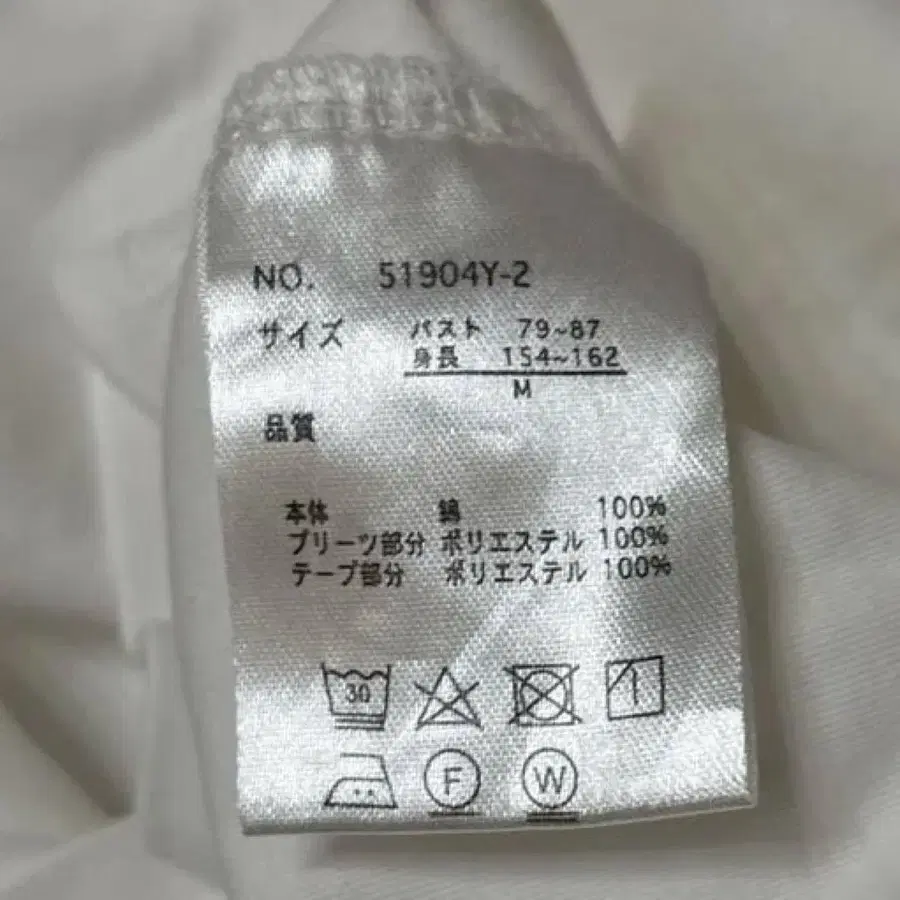 NO. 51904Y-2
サイズ バスト 79~87
身長 154~162
M
品質
本体 綿 100%
プリーツ部分 ポリエステル 100%
テープ部分 ポリエステル 100%
30
F
W